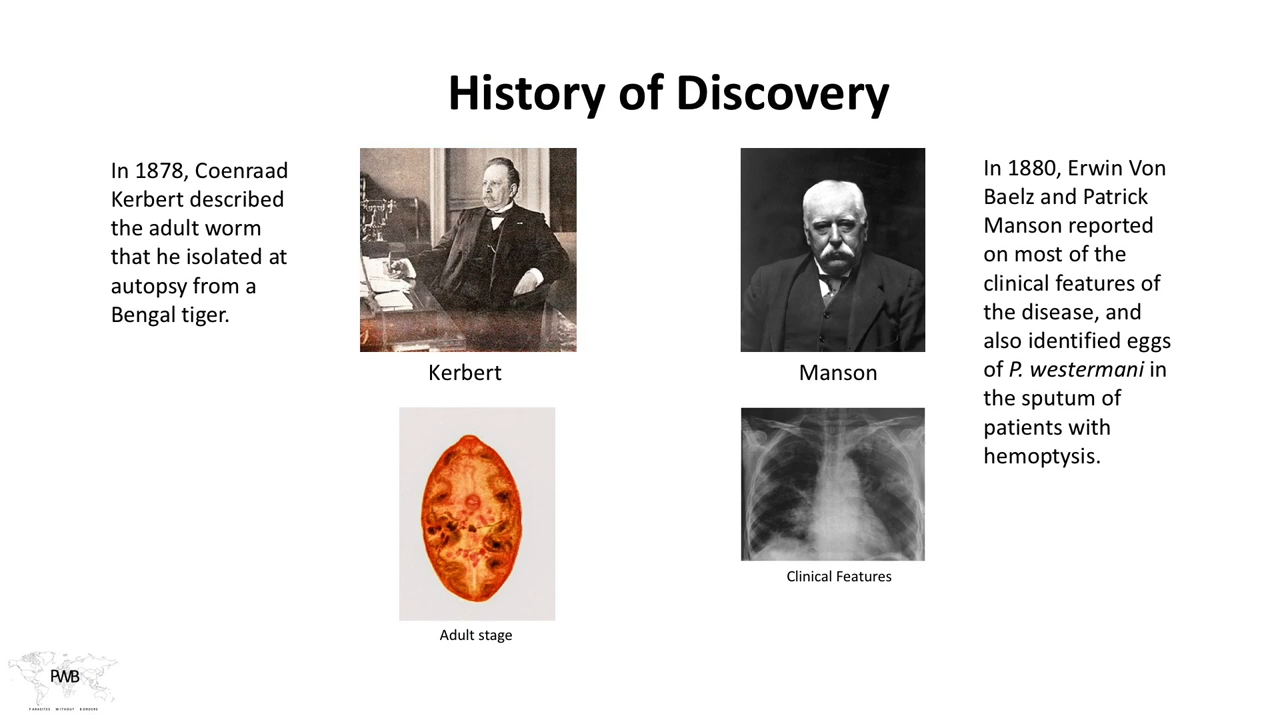 History of Discovery
In 1878, Coenraad
Kerbert described
the adult worm
that he isolated at
autopsy from a
Bengal tiger.
Kerbert
Adult stage
Manson
Clinical Features
In 1880, Erwin Von
Baelz and Patrick
Manson reported
on most of the
clinical features of
the disease, and
also identified eggs
of P. westermani in
the sputum of
patients with
hemoptysis.
PWB
PARASITES WITHOUT BORDERS